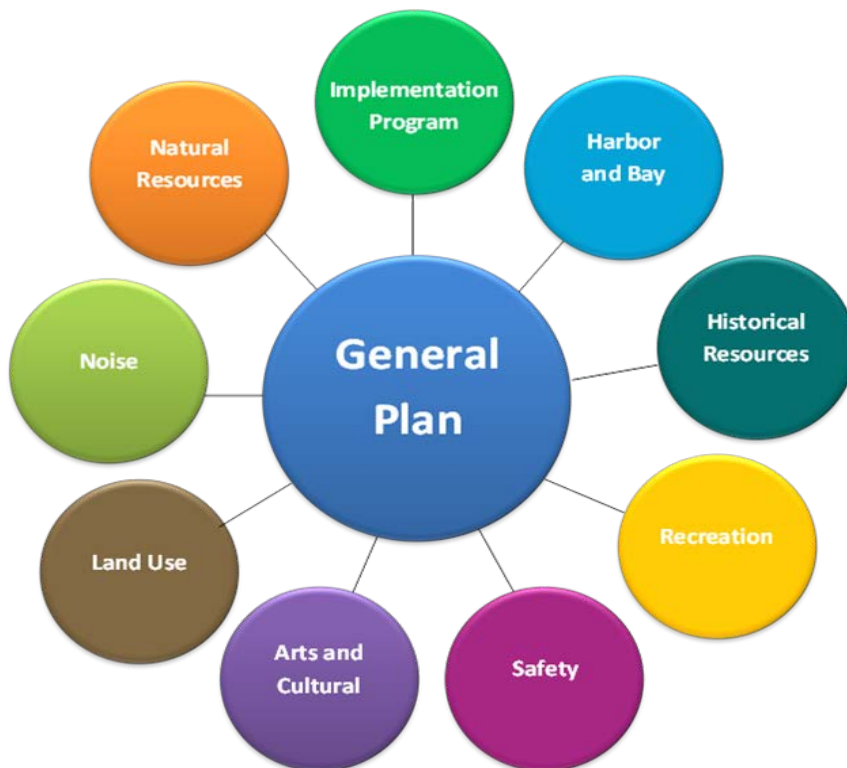 Implementation
Program
Harbor
and Bay
Natural
Resources
Historical
Resources
General
Plan
Noise
Recreation
Land Use
Arts and
Cultural
Safety